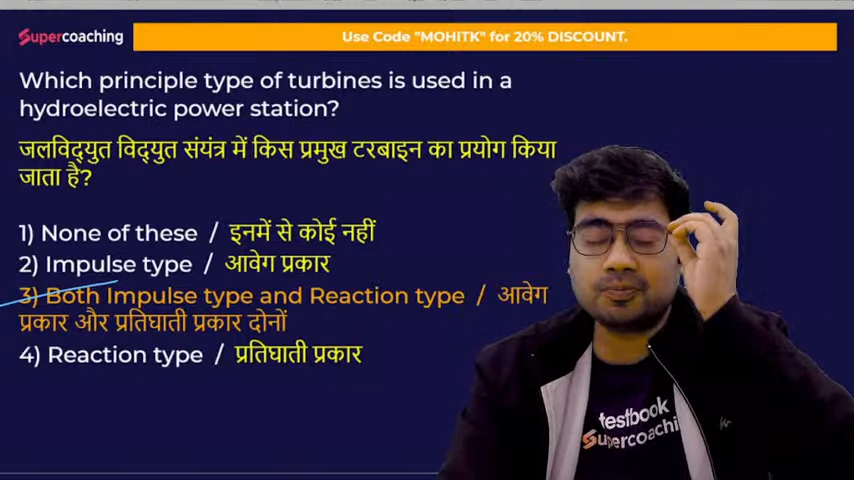 Supercoaching
Use Code "MOHITK" for 20% DISCOUNT.
Which principle type of turbines is used in a
hydroelectric power station?
जलविद्युत विद्युत संयंत्र में किस प्रमुख टरबाइन का प्रयोग किया
जाता है?
1) None of these / इनमें से कोई नहीं
2) Impulse type / आवेग प्रकार
3) Both Impulse type and Reaction type / आवेग
प्रकार और प्रतिघाती प्रकार दोनों
4) Reaction type / प्रतिघाती प्रकार
testbook
Supercoachi